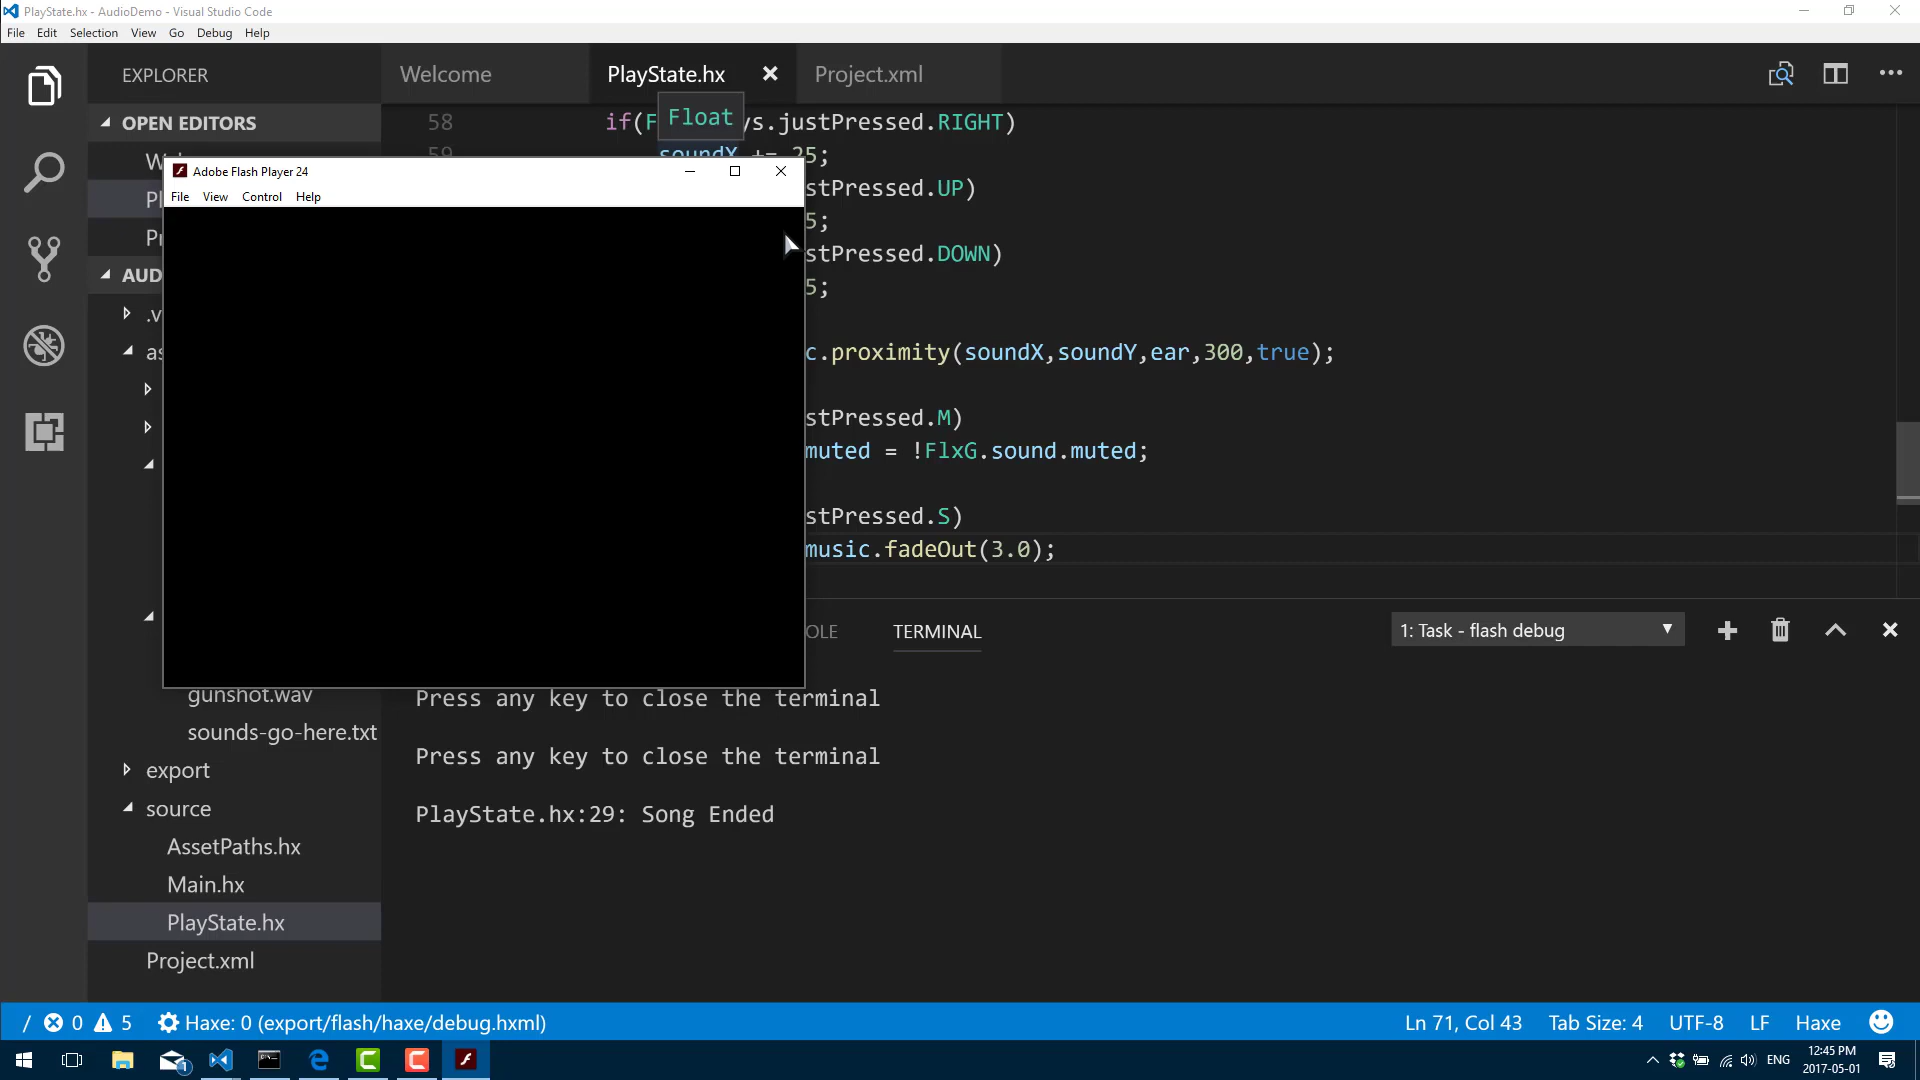 PlayState.hx - AudioDemo - Visual Studio Code
File Edit Selection View Go Debug Help
EXPLORER
Welcome PlayState.hx Project.xml
OPEN EDITORS
AUD
export
source
AssetPaths.hx
Main.hx
PlayState.hx
Project.xml
gunshot.wav
sounds-go-here.txt
Float
58 if(F ys.justPressed.RIGHT)
59 soundX += 25;
stPressed.UP)
5;
stPressed.DOWN)
5;
c.proximity(soundX,soundY,ear,300,true);
stPressed.M)
muted = !FlxG.sound.muted;
stPressed.S)
music.fadeOut(3.0);
Adobe Flash Player 24
File View Control Help
OLE TERMINAL
1: Task - flash debug
Press any key to close the terminal
Press any key to close the terminal
PlayState.hx:29: Song Ended
/ 0 5 Haxe: 0 (export/flash/haxe/debug.hxml)
Ln 71, Col 43 Tab Size: 4 UTF-8 LF Haxe
ENG
12:45 PM
2017-05-01